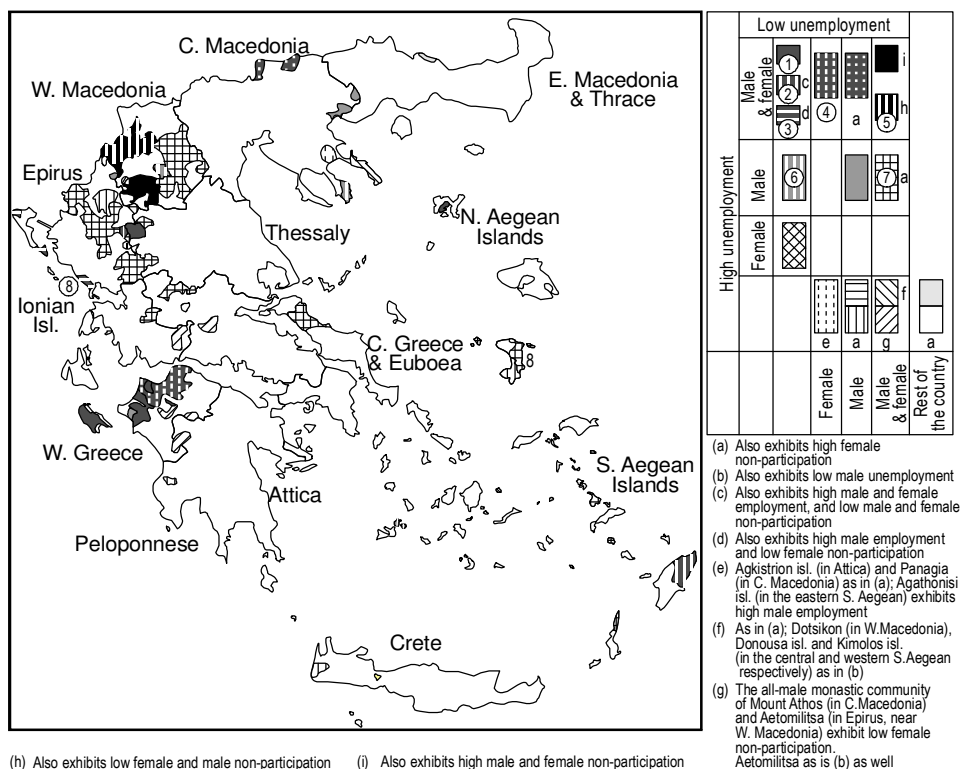 C. Macedonia
W. Macedonia
E. Macedonia
& Thrace
Epirus
N. Aegean
Islands
Thessaly
8
Ionian
Isl.
C. Greece
& Euboea
8
W. Greece
S. Aegean
Islands
Attica
Peloponnese
Crete
Low unemployment
High unemployment
Male
& female
1
2
c
3
d
4
a
i
h
5
Male
6
7
a
Female
f
e
a
g
a
Female
Male
Male
& female
Rest of
the country
(a) Also exhibits high female
non-participation
(b) Also exhibits low male unemployment
(c) Also exhibits high male and female
employment, and low male and female
non-participation
(d) Also exhibits high male employment
and low female non-participation
(e) Agkistrion isl. (in Attica) and Panagia
(in C. Macedonia) as in (a); Agathonisi
isl. (in the eastern S. Aegean) exhibits
high male employment
(f) As in (a); Dotsikon (in W.Macedonia),
Donousa isl. and Kimolos isl.
(in the central and western S.Aegean
respectively) as in (b)
(g) The all-male monastic community
of Mount Athos (in C.Macedonia)
and Aetomilitsa (in Epirus, near
W. Macedonia) exhibit low female
non-participation.
Aetomilitsa as is (b) as well
(h) Also exhibits low female and male non-participation
(i) Also exhibits high male and female non-participation